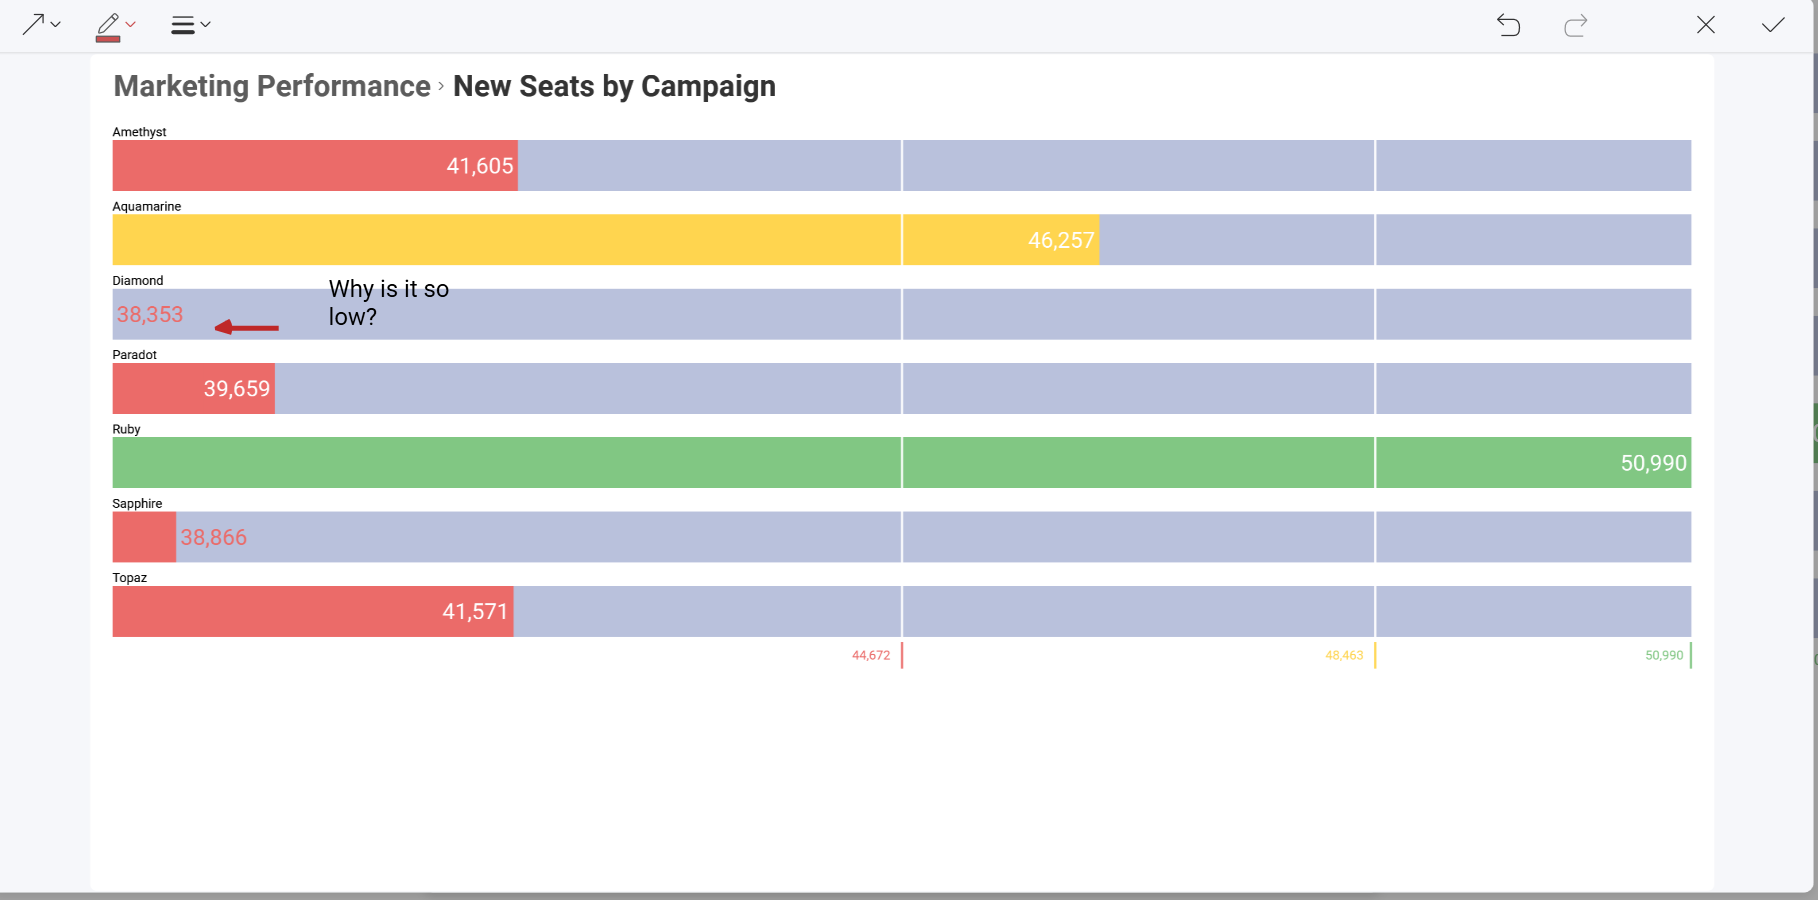 Marketing Performance › New Seats by Campaign
Amethyst
41,605
Aquamarine
46,257
Diamond
38,353
Why is it so
low?
Paradot
39,659
Ruby
50,990
Sapphire
38,866
Topaz
41,571
44,672
48,463
50,990